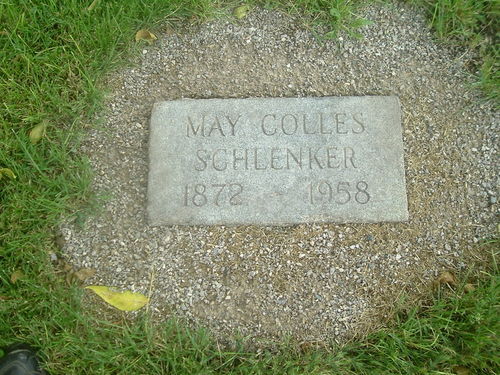 MAY COLLES
SCHLENKER
1872 - 1958